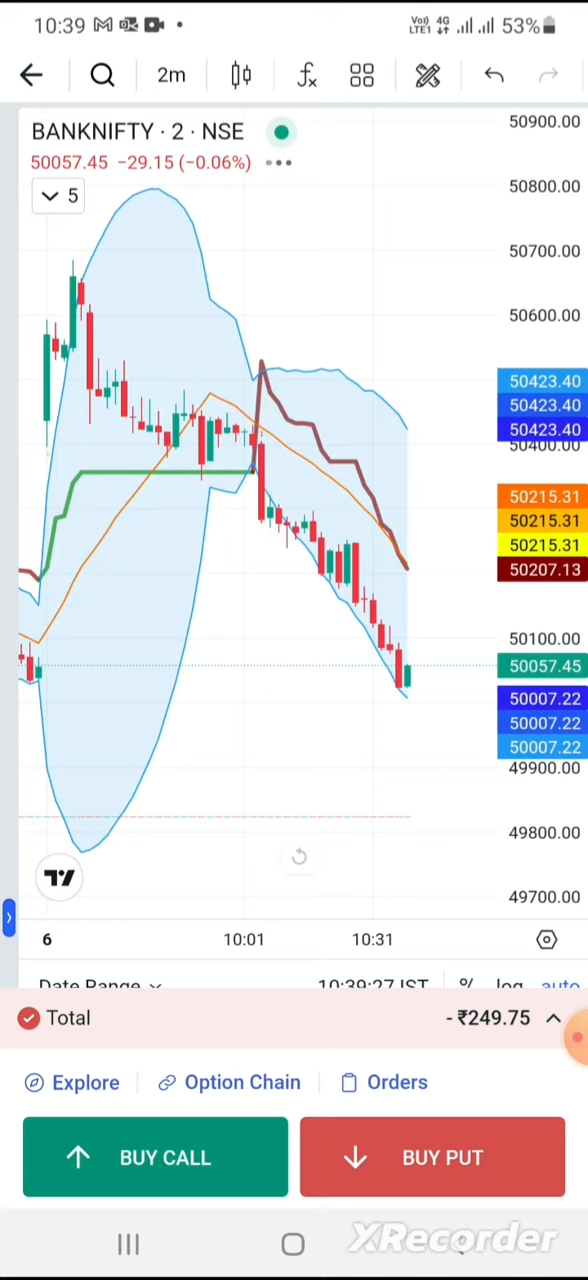 10:39 Vo)) LTE1 4G 53%
2m fx
BANKNIFTY · 2 · NSE
50057.45 −29.15 (−0.06%)
5
50900.00
50800.00
50700.00
50600.00
50423.40
50423.40
50423.40
50400.00
50215.31
50215.31
50215.31
50207.13
50100.00
50057.45
50007.22
50007.22
50007.22
49900.00
49800.00
49700.00
6 10:01 10:31
Date Range 10:39:27 IST % log auto
Total - ₹249.75
Explore Option Chain Orders
BUY CALL BUY PUT
XRecorder